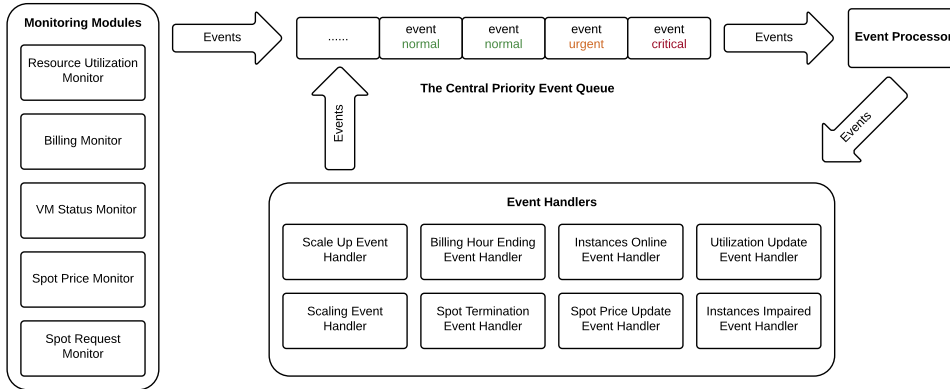 Monitoring Modules
Resource Utilization
Monitor
Billing Monitor
VM Status Monitor
Spot Price Monitor
Spot Request
Monitor
Events
......
event
normal
event
normal
event
urgent
event
critical
The Central Priority Event Queue
Events
Event Processor
Events
Events
Event Handlers
Scale Up Event
Handler
Billing Hour Ending
Event Handler
Instances Online
Event Handler
Utilization Update
Event Handler
Scaling Event
Handler
Spot Termination
Event Handler
Spot Price Update
Event Handler
Instances Impaired
Event Handler